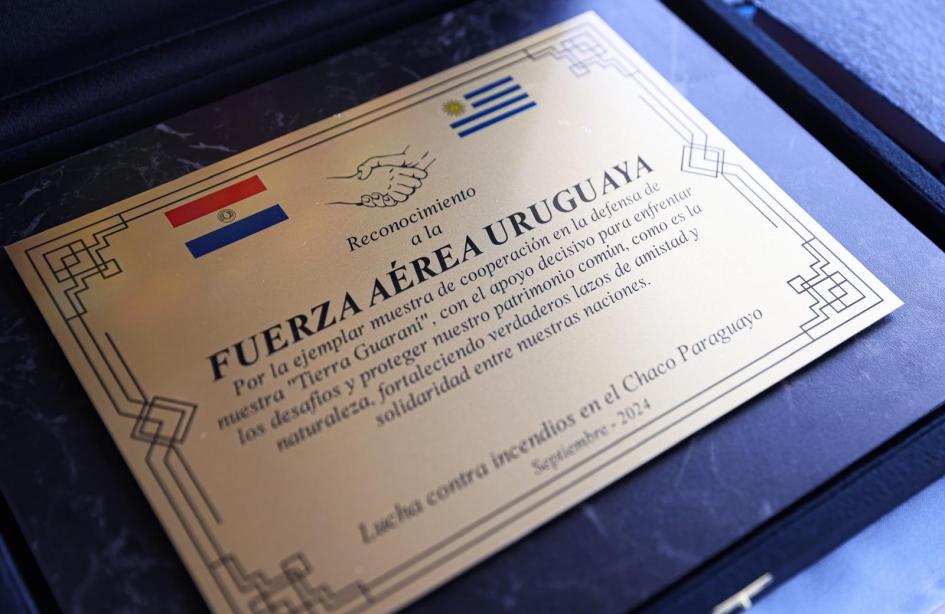 Reconocimiento
a la
FUERZA AÉREA URUGUAYA
Por la ejemplar muestra de cooperación en la defensa de
nuestra "Tierra Guaraní", con el apoyo decisivo para enfrentar
los desafíos y proteger nuestro patrimonio común, como es la
naturaleza, fortaleciendo verdaderos lazos de amistad y
solidaridad entre nuestras naciones.
Lucha contra incendios en el Chaco Paraguayo
Septiembre - 2024